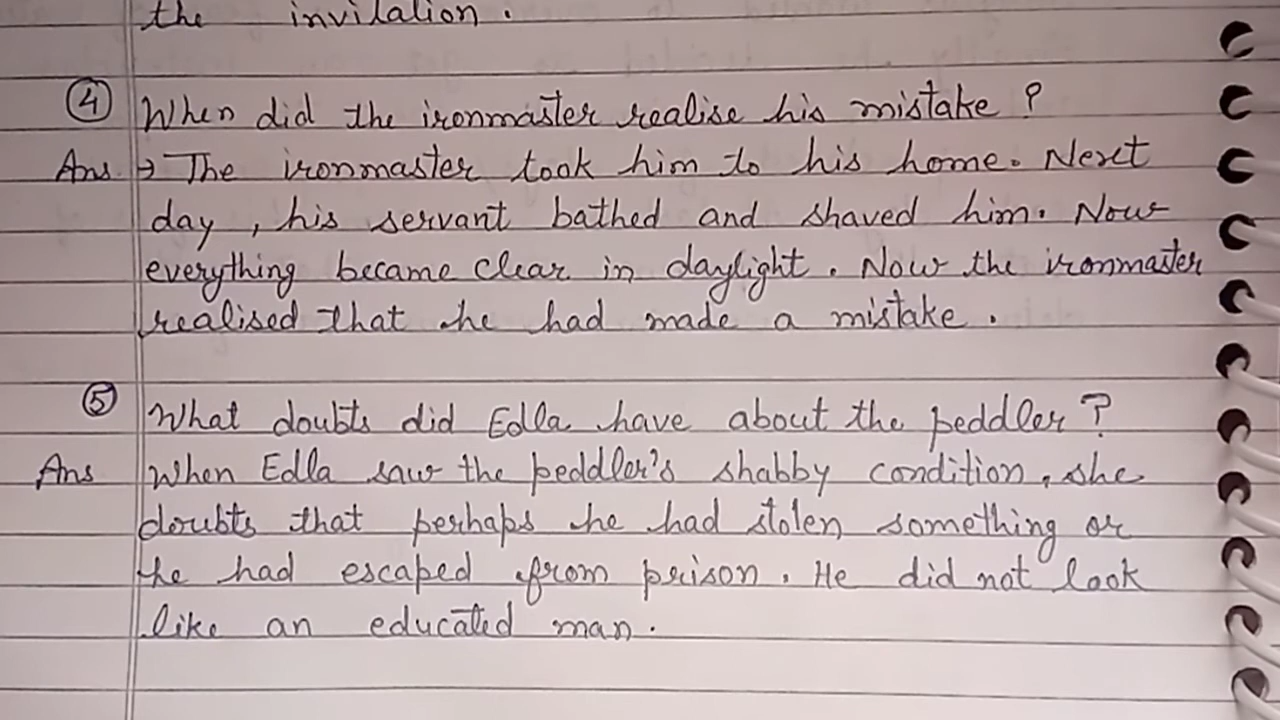 the invilation.
④ When did the ironmaster realise his mistake ?
Ans → The ironmaster took him to his home. Next
day , his servant bathed and shaved him. Now
everything became clear in daylight. Now the ironmaster
realised that he had made a mistake.
⑤ What doubts did Edla have about the peddler ?
Ans When Edla saw the peddler's shabby condition, she
doubts that perhaps he had stolen something or
he had escaped from prison. He did not look
like an educated man.